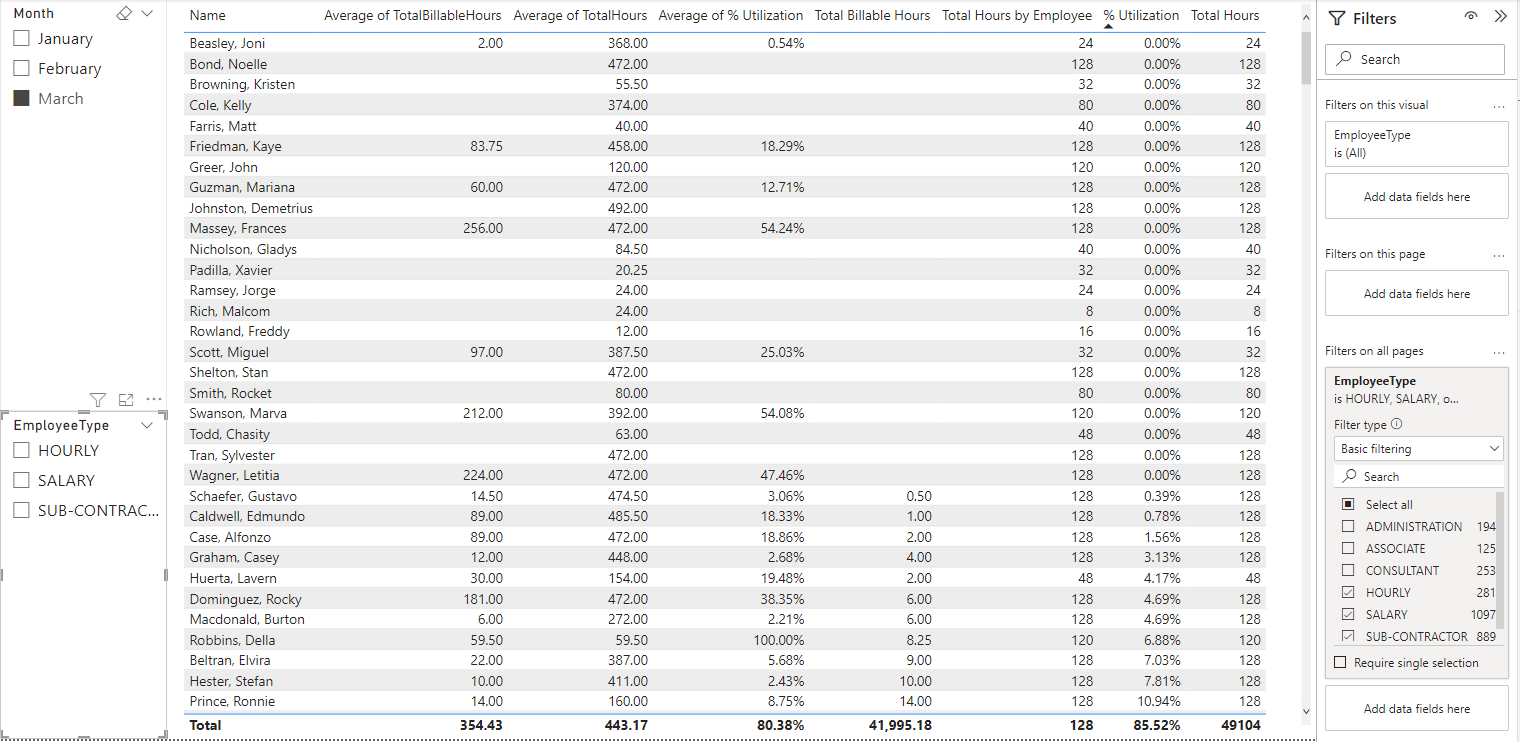 Month
January
February
March
EmployeeType
HOURLY
SALARY
SUB-CONTRAC...
Name Average of TotalBillableHours Average of TotalHours Average of % Utilization Total Billable Hours Total Hours by Employee % Utilization Total Hours
Beasley, Joni 2.00 368.00 0.54% 24 0.00% 24
Bond, Noelle 472.00 128 0.00% 128
Browning, Kristen 55.50 32 0.00% 32
Cole, Kelly 374.00 80 0.00% 80
Farris, Matt 40.00 40 0.00% 40
Friedman, Kaye 83.75 458.00 18.29% 128 0.00% 128
Greer, John 120.00 120 0.00% 120
Guzman, Mariana 60.00 472.00 12.71% 128 0.00% 128
Johnston, Demetrius 492.00 128 0.00% 128
Massey, Frances 256.00 472.00 54.24% 128 0.00% 128
Nicholson, Gladys 84.50 40 0.00% 40
Padilla, Xavier 20.25 32 0.00% 32
Ramsey, Jorge 24.00 24 0.00% 24
Rich, Malcom 24.00 8 0.00% 8
Rowland, Freddy 12.00 16 0.00% 16
Scott, Miguel 97.00 387.50 25.03% 32 0.00% 32
Shelton, Stan 472.00 128 0.00% 128
Smith, Rocket 80.00 80 0.00% 80
Swanson, Marva 212.00 392.00 54.08% 120 0.00% 120
Todd, Chasity 63.00 48 0.00% 48
Tran, Sylvester 472.00 128 0.00% 128
Wagner, Letitia 224.00 472.00 47.46% 128 0.00% 128
Schaefer, Gustavo 14.50 474.50 3.06% 0.50 128 0.39% 128
Caldwell, Edmundo 89.00 485.50 18.33% 1.00 128 0.78% 128
Case, Alfonzo 89.00 472.00 18.86% 2.00 128 1.56% 128
Graham, Casey 12.00 448.00 2.68% 4.00 128 3.13% 128
Huerta, Lavern 30.00 154.00 19.48% 2.00 48 4.17% 48
Dominguez, Rocky 181.00 472.00 38.35% 6.00 128 4.69% 128
Macdonald, Burton 6.00 272.00 2.21% 6.00 128 4.69% 128
Robbins, Della 59.50 59.50 100.00% 8.25 120 6.88% 120
Beltran, Elvira 22.00 387.00 5.68% 9.00 128 7.03% 128
Hester, Stefan 10.00 411.00 2.43% 10.00 128 7.81% 128
Prince, Ronnie 14.00 160.00 8.75% 14.00 128 10.94% 128
Total 354.43 443.17 80.38% 41,995.18 128 85.52% 49104
Filters
Search
Filters on this visual ...
EmployeeType
is (All)
Add data fields here
Filters on this page ...
Add data fields here
Filters on all pages ...
EmployeeType
is HOURLY, SALARY, o...
Filter type
Basic filtering
Search
Select all
ADMINISTRATION 194
ASSOCIATE 125
CONSULTANT 253
HOURLY 281
SALARY 1097
SUB-CONTRACTOR 889
Require single selection
Add data fields here